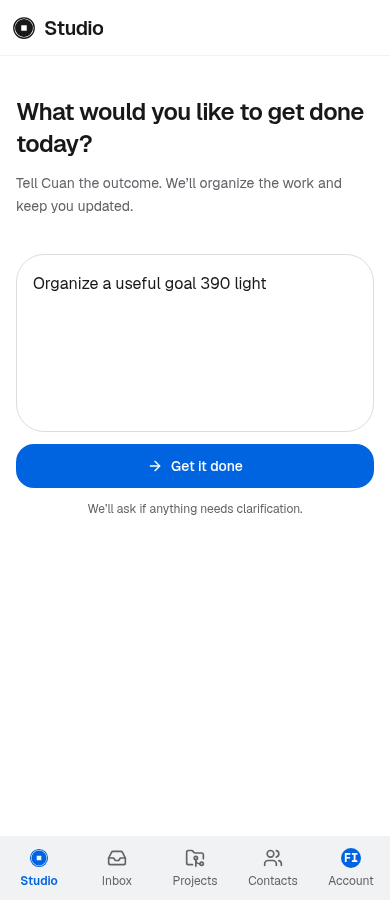 Studio
What would you like to get done
today?
Tell Cuan the outcome. We'll organize the work and
keep you updated.
Organize a useful goal 390 light
Get it done
We'll ask if anything needs clarification.
Studio
Inbox
Projects
Contacts
FI
Account